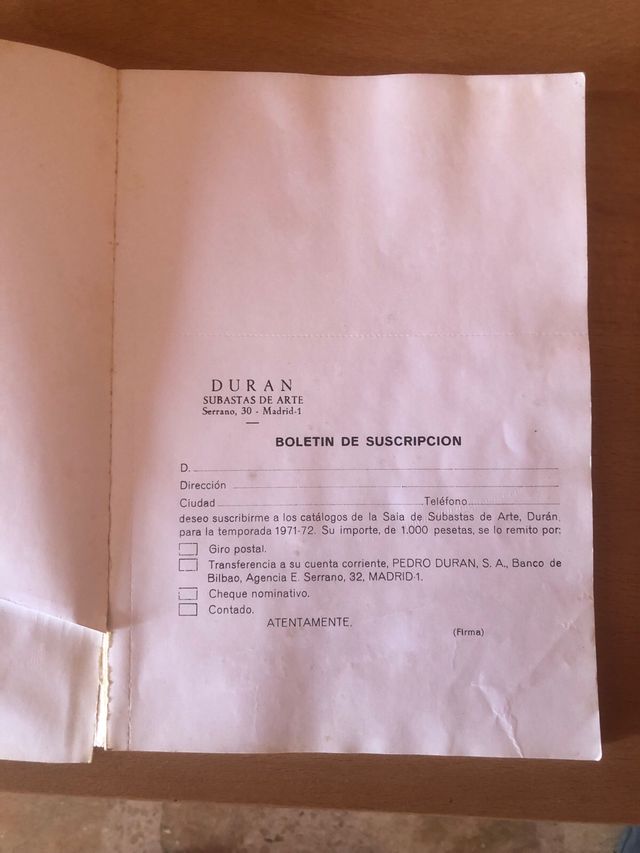 DURAN
SUBASTAS DE ARTE
Serrano, 30 - Madrid-1
BOLETIN DE SUSCRIPCION
D.
Dirección
Ciudad Teléfono
deseo suscribirme a los catálogos de la Sala de Subastas de Arte, Durán,
para la temporada 1971-72. Su importe, de 1.000 pesetas, se lo remito por:
Giro postal.
Transferencia a su cuenta corriente, PEDRO DURAN, S. A., Banco de
Bilbao, Agencia E. Serrano, 32, MADRID-1.
Cheque nominativo.
Contado.
ATENTAMENTE,
(Firma)